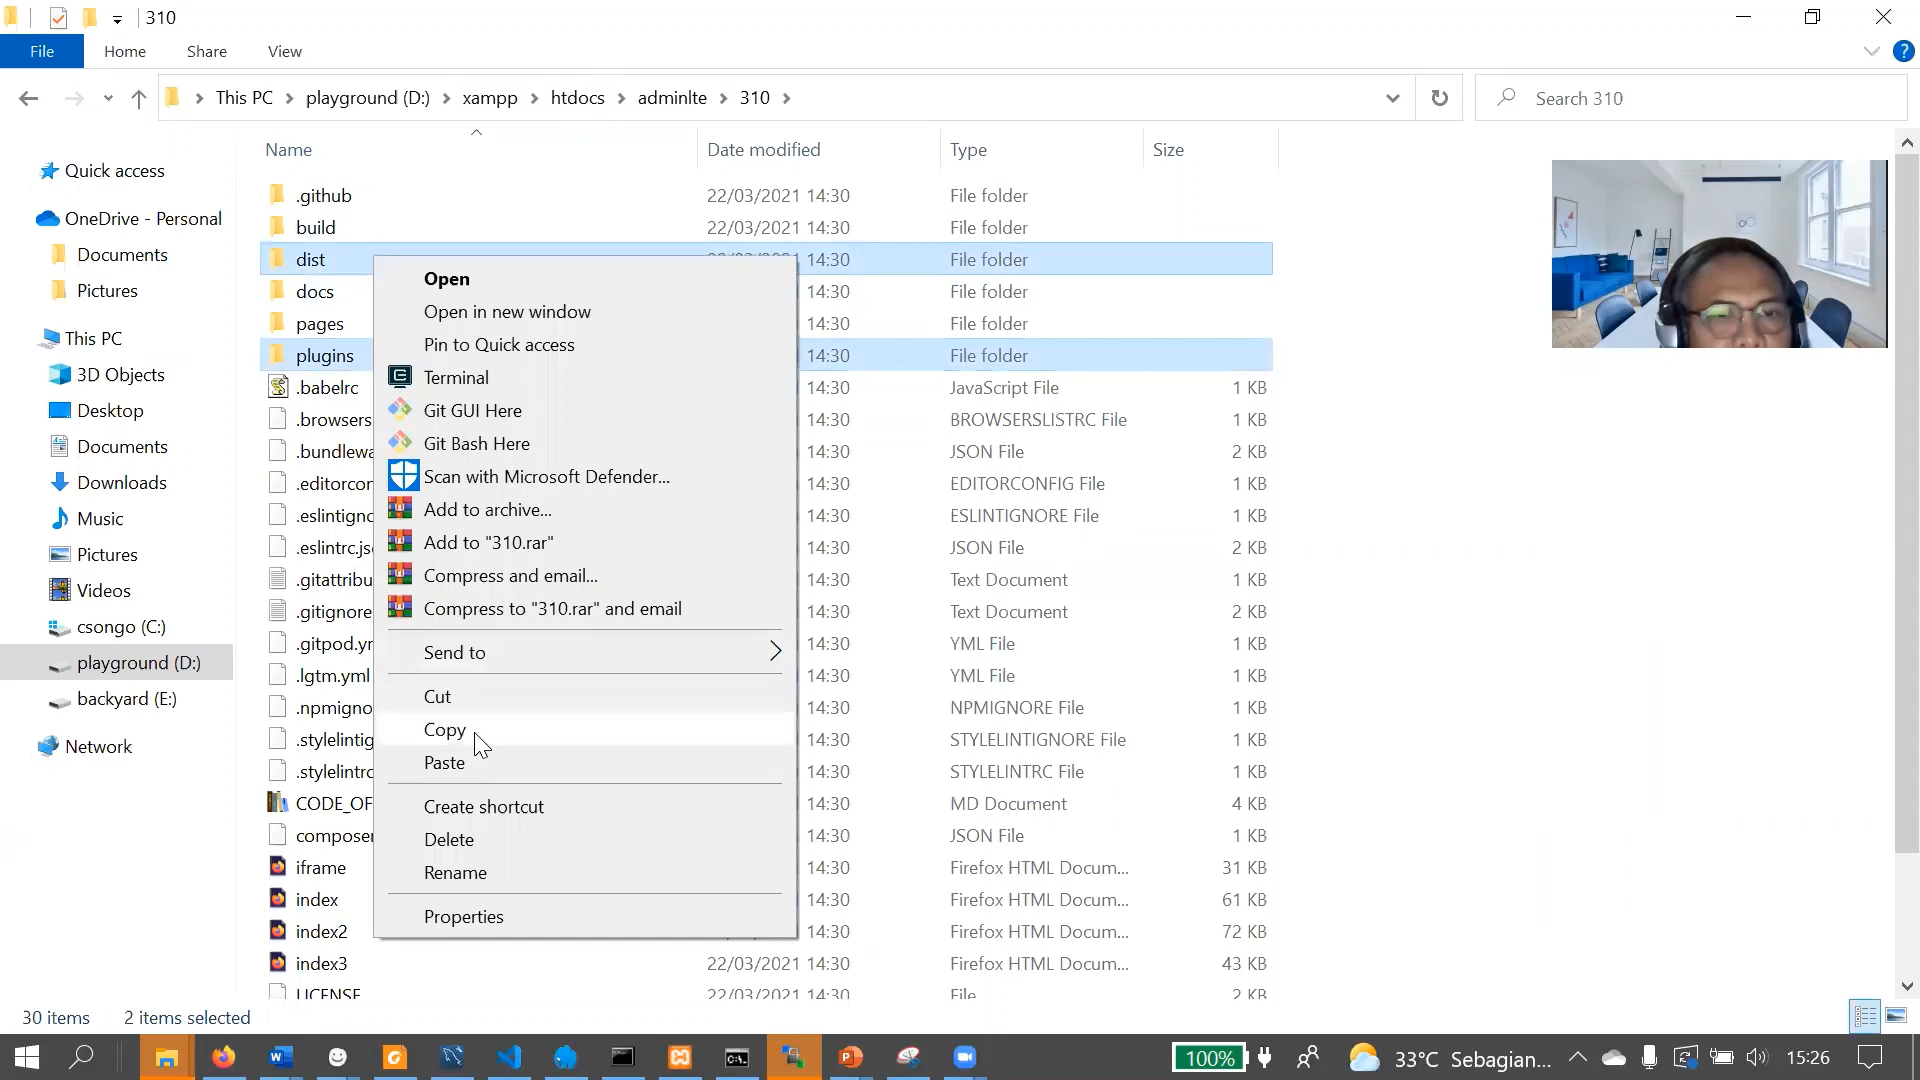 310
File Home Share View
This PC > playground (D:) > xampp > htdocs > adminlte > 310 >
Search 310
Name Date modified Type Size
Quick access
OneDrive - Personal
Documents
Pictures
This PC
3D Objects
Desktop
Documents
Downloads
Music
Pictures
Videos
csongo (C:)
playground (D:)
backyard (E:)
Network
.github 22/03/2021 14:30 File folder
build 22/03/2021 14:30 File folder
dist 14:30 File folder
docs 14:30 File folder
pages 14:30 File folder
plugins 14:30 File folder
.babelrc 14:30 JavaScript File 1 KB
.browsers 14:30 BROWSERSLISTRC File 1 KB
.bundlewa 14:30 JSON File 2 KB
.editorcor 14:30 EDITORCONFIG File 1 KB
.eslintigno 14:30 ESLINTIGNORE File 1 KB
.eslintrc.js 14:30 JSON File 2 KB
.gitattribu 14:30 Text Document 1 KB
.gitignore 14:30 Text Document 2 KB
.gitpod.yr 14:30 YML File 1 KB
.lgtm.yml 14:30 YML File 1 KB
.npmigno 14:30 NPMIGNORE File 1 KB
.stylelintig 14:30 STYLELINTIGNORE File 1 KB
.stylelintrc 14:30 STYLELINTRC File 1 KB
CODE_OF 14:30 MD Document 4 KB
composer 14:30 JSON File 1 KB
iframe 14:30 Firefox HTML Docum... 31 KB
index 14:30 Firefox HTML Docum... 61 KB
index2 14:30 Firefox HTML Docum... 72 KB
index3 22/03/2021 14:30 Firefox HTML Docum... 43 KB
LICENSE 22/03/2021 14:30 File 2 KB
Open
Open in new window
Pin to Quick access
Terminal
Git GUI Here
Git Bash Here
Scan with Microsoft Defender...
Add to archive...
Add to "310.rar"
Compress and email...
Compress to "310.rar" and email
Send to
Cut
Copy
Paste
Create shortcut
Delete
Rename
Properties
30 items 2 items selected
100% 33°C Sebagian... 15:26